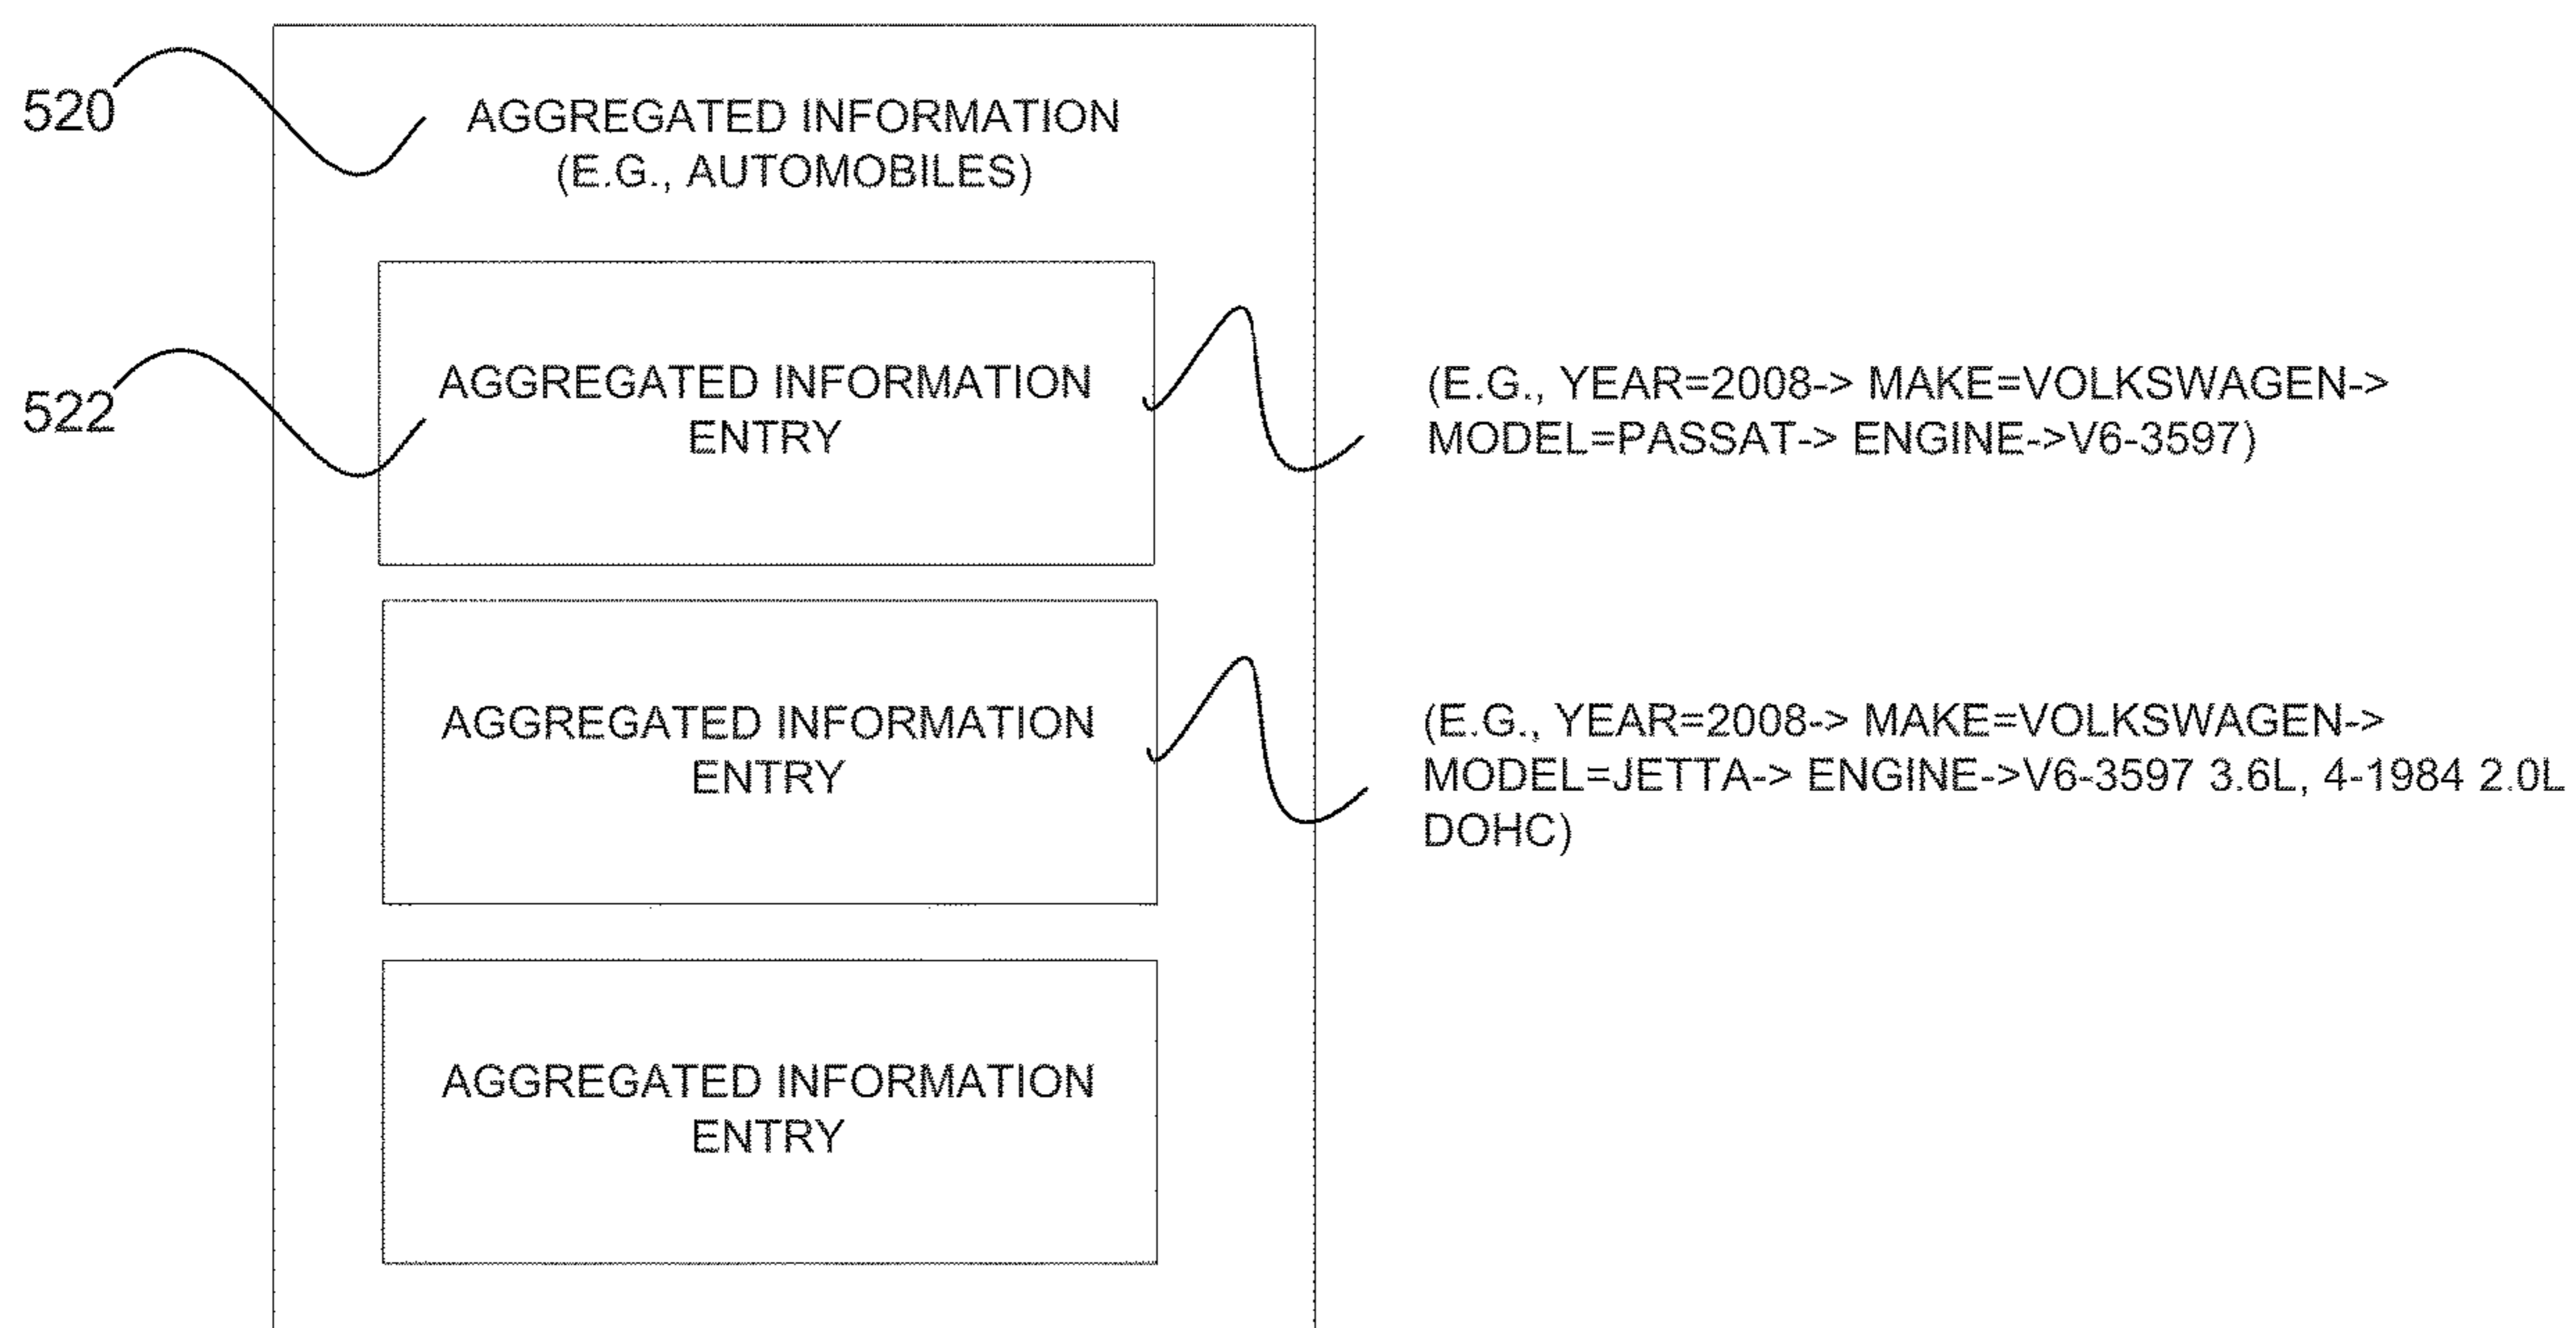 520
AGGREGATED INFORMATION
(E.G., AUTOMOBILES)
522
AGGREGATED INFORMATION
ENTRY
(E.G., YEAR=2008-> MAKE=VOLKSWAGEN->
MODEL=PASSAT-> ENGINE->V6-3597)
AGGREGATED INFORMATION
ENTRY
(E.G., YEAR=2008-> MAKE=VOLKSWAGEN->
MODEL=JETTA-> ENGINE->V6-3597 3.6L, 4-1984 2.0L
DOHC)
AGGREGATED INFORMATION
ENTRY